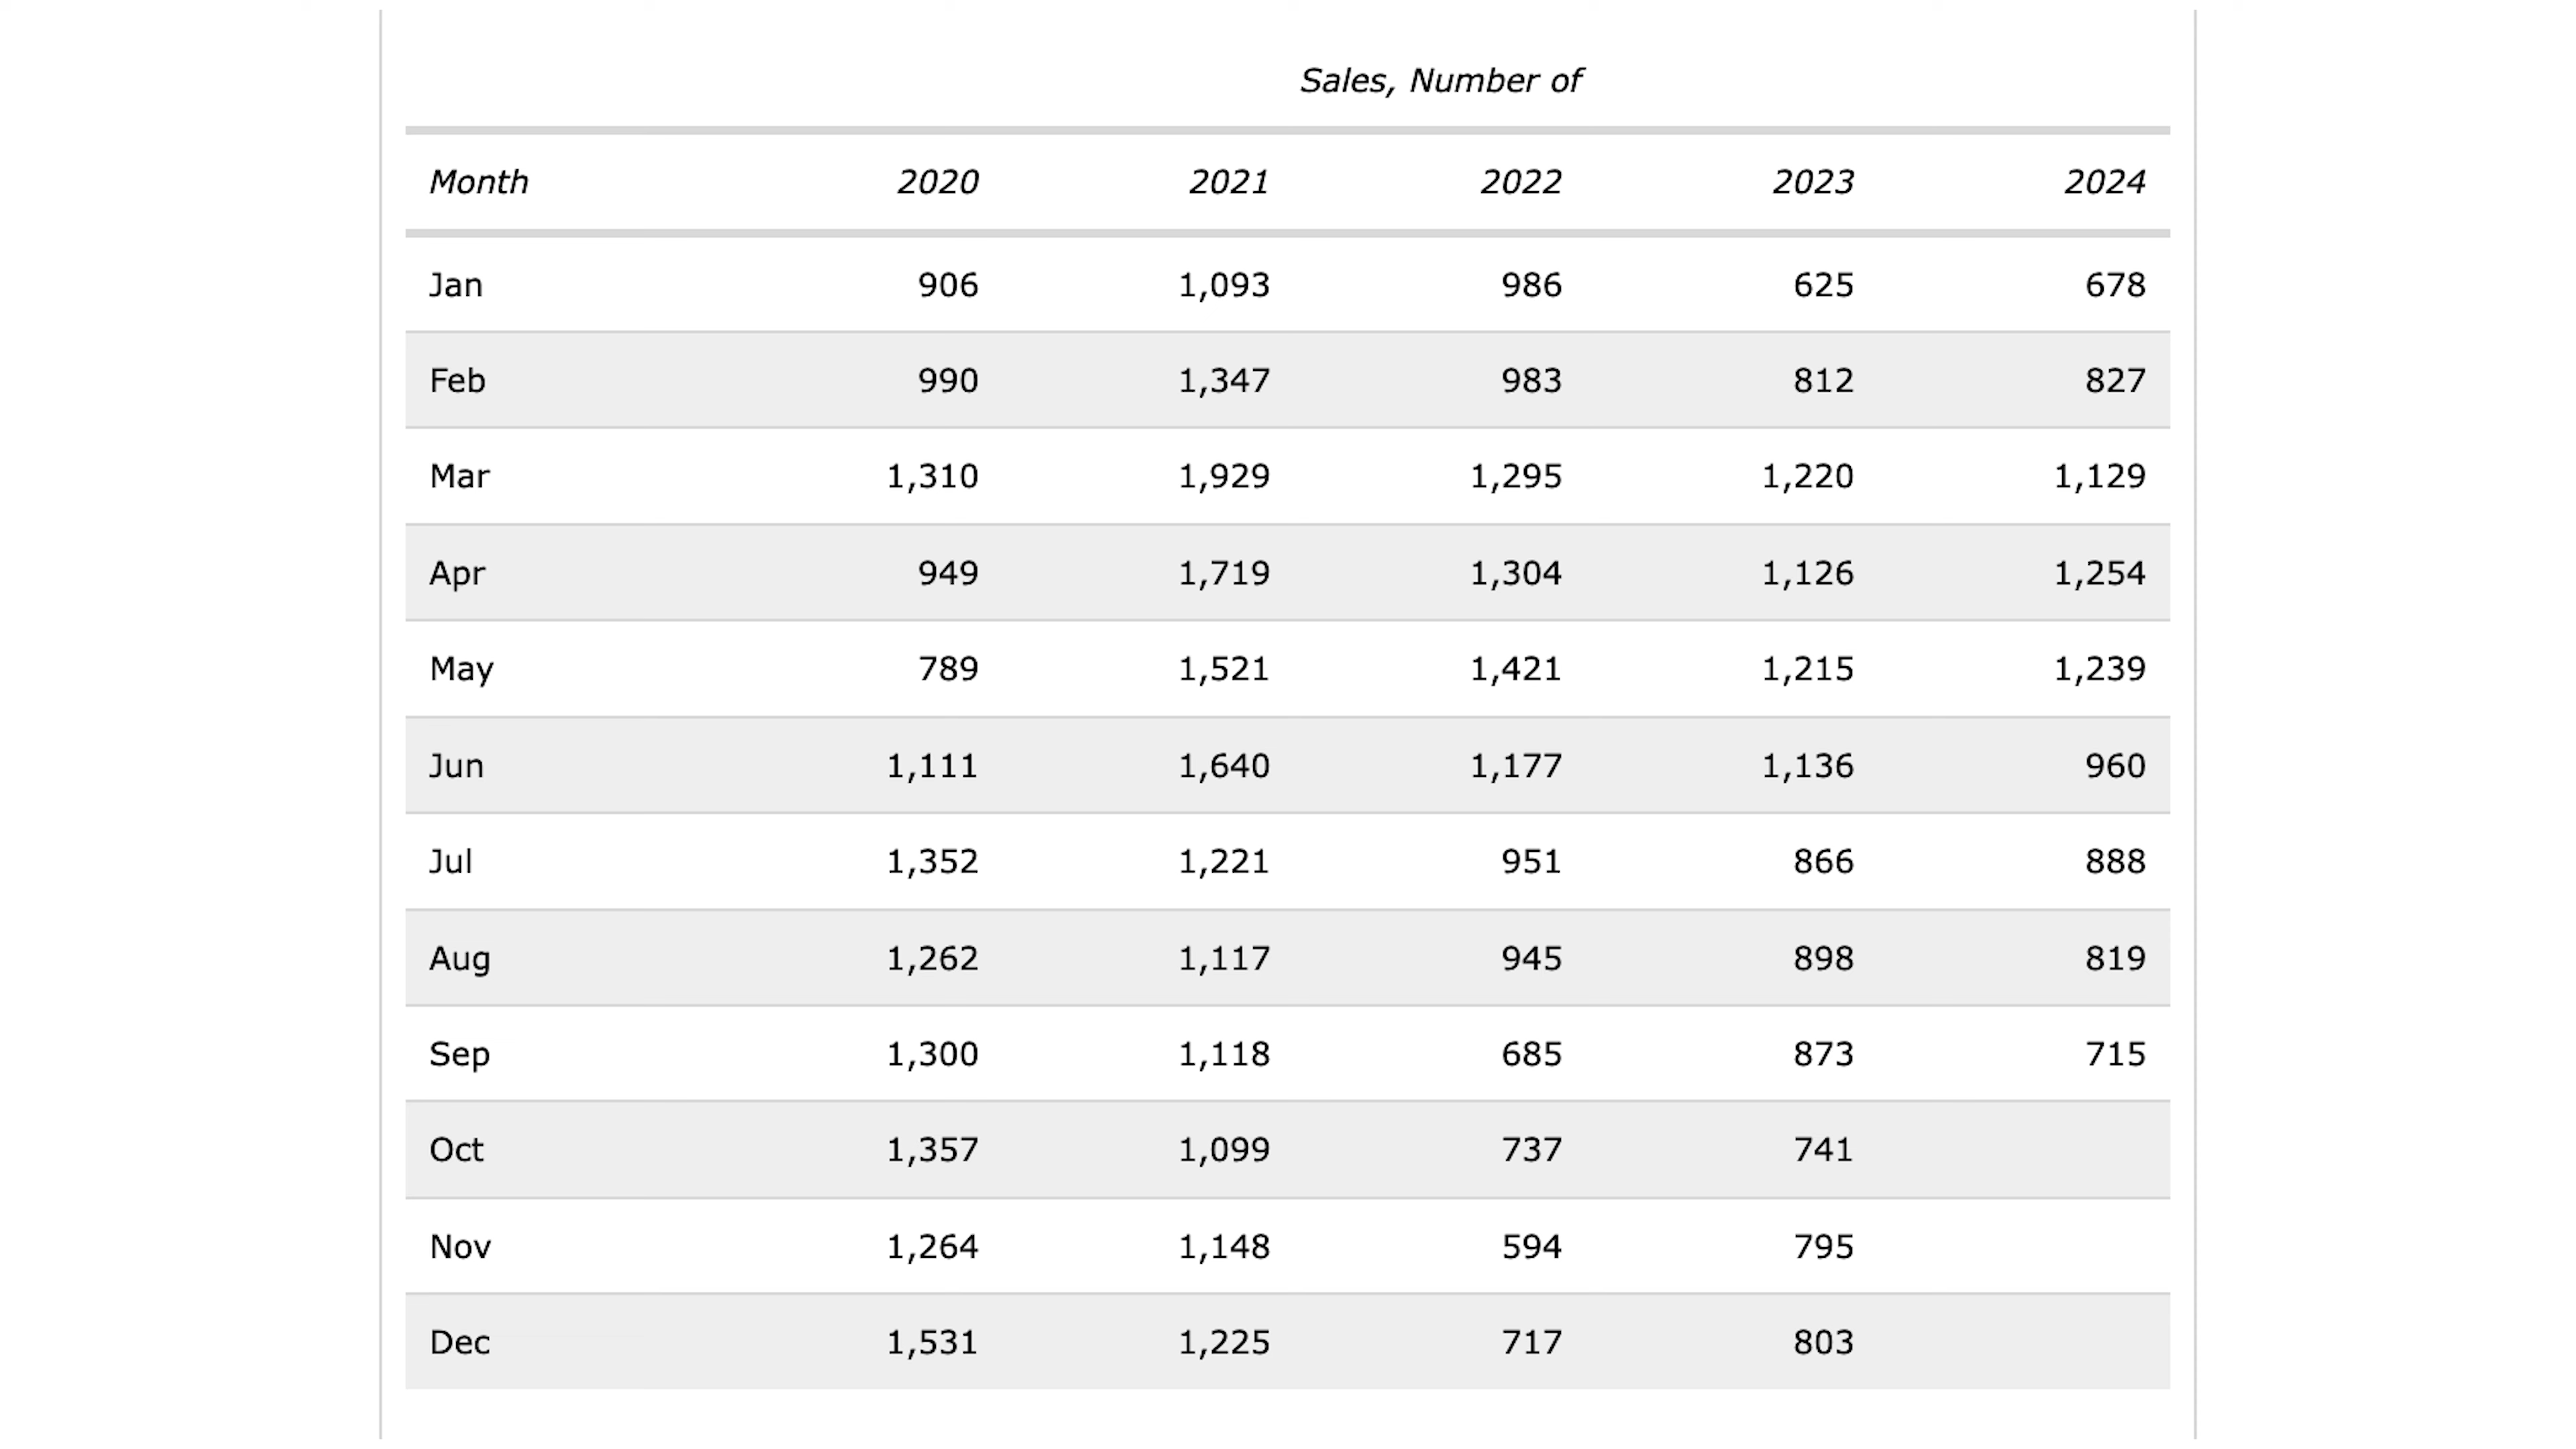 Sales, Number of
Month 2020 2021 2022 2023 2024
Jan 906 1,093 986 625 678
Feb 990 1,347 983 812 827
Mar 1,310 1,929 1,295 1,220 1,129
Apr 949 1,719 1,304 1,126 1,254
May 789 1,521 1,421 1,215 1,239
Jun 1,111 1,640 1,177 1,136 960
Jul 1,352 1,221 951 866 888
Aug 1,262 1,117 945 898 819
Sep 1,300 1,118 685 873 715
Oct 1,357 1,099 737 741
Nov 1,264 1,148 594 795
Dec 1,531 1,225 717 803